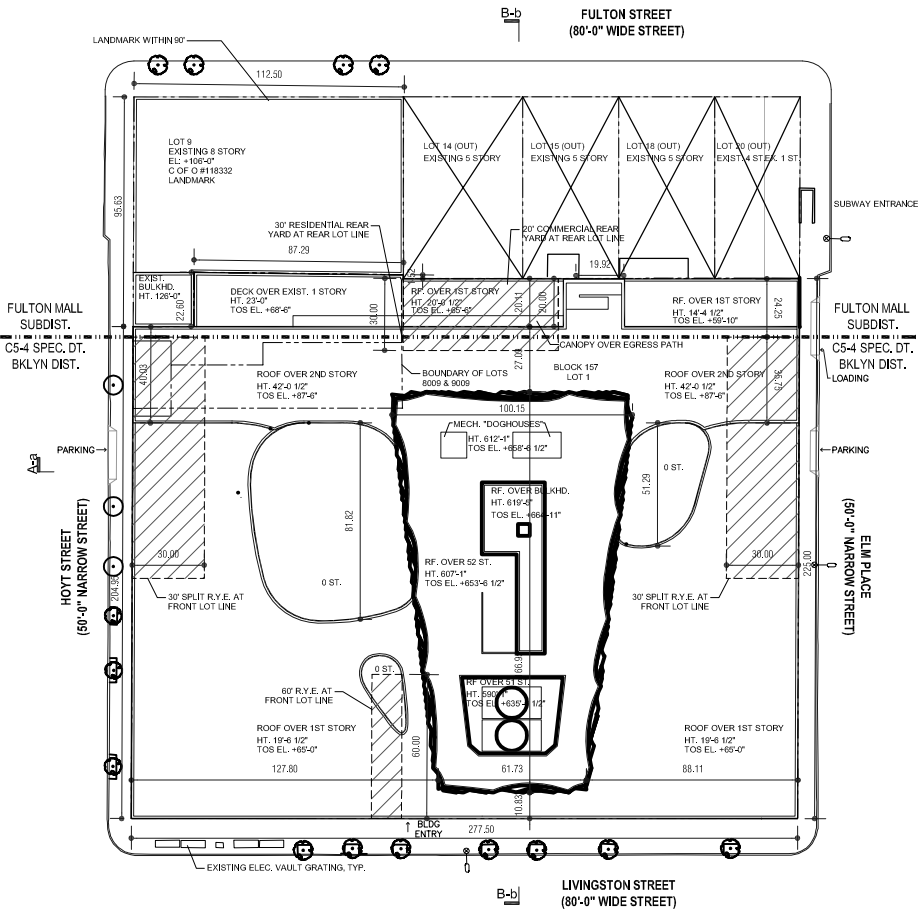 B-b
FULTON STREET
(80'-0" WIDE STREET)
LANDMARK WITHIN 90'
112.50
LOT 9
EXISTING 8 STORY
EL: +106'-0"
C OF O #118332
LANDMARK
LOT 14 (OUT)
EXISTING 5 STORY
LOT 15 (OUT)
EXISTING 5 STORY
LOT 18 (OUT)
EXISTING 5 STORY
LOT 20 (OUT)
EXIST. 4 ST.EX. 1 ST.
95.63
SUBWAY ENTRANCE
30' RESIDENTIAL REAR
YARD AT REAR LOT LINE
20' COMMERCIAL REAR
YARD AT REAR LOT LINE
87.29
19.92
EXIST.
BULKHD.
HT. 126'-0"
22.60
DECK OVER EXIST. 1 STORY
HT. 23'-0"
TOS EL. +68'-6"
30.00
RF. OVER 1ST STORY
HT. 20'-0 1/2"
TOS EL. +65'-6"
20.11
20.00
RF. OVER 1ST STORY
HT. 14'-4 1/2"
TOS EL. +59'-10"
24.25
FULTON MALL
SUBDIST.
C5-4 SPEC. DT.
BKLYN DIST.
FULTON MALL
SUBDIST.
C5-4 SPEC. DT.
BKLYN DIST.
CANOPY OVER EGRESS PATH
40.93
ROOF OVER 2ND STORY
HT. 42'-0 1/2"
TOS EL. +87'-6"
BOUNDARY OF LOTS
8009 & 9009
BLOCK 157
LOT 1
ROOF OVER 2ND STORY
HT. 42'-0 1/2"
TOS EL. +87'-6"
LOADING
100.15
MECH. "DOGHOUSES"
HT. 612'-1"
TOS EL. +658'-6 1/2"
PARKING
PARKING
A-a
0 ST.
51.29
81.82
RF. OVER BULKHD.
HT. 619'-8"
TOS EL. +664'-11"
HOYT STREET
(50'-0" NARROW STREET)
ELM PLACE
(50'-0" NARROW STREET)
30.00
RF. OVER 52 ST.
HT. 607'-1"
TOS EL. +653'-6 1/2"
30.00
225.00
0 ST.
204.96
30' SPLIT R.Y.E. AT
FRONT LOT LINE
30' SPLIT R.Y.E. AT
FRONT LOT LINE
0 ST.
RF OVER 51 ST.
60' R.Y.E. AT
FRONT LOT LINE
ROOF OVER 1ST STORY
HT. 19'-6 1/2"
TOS EL. +65'-0"
60.00
ROOF OVER 1ST STORY
HT. 19'-6 1/2"
TOS EL. +65'-0"
127.80
61.73
88.11
10.83
BLDG
ENTRY
277.50
EXISTING ELEC. VAULT GRATING, TYP.
B-b
LIVINGSTON STREET
(80'-0" WIDE STREET)